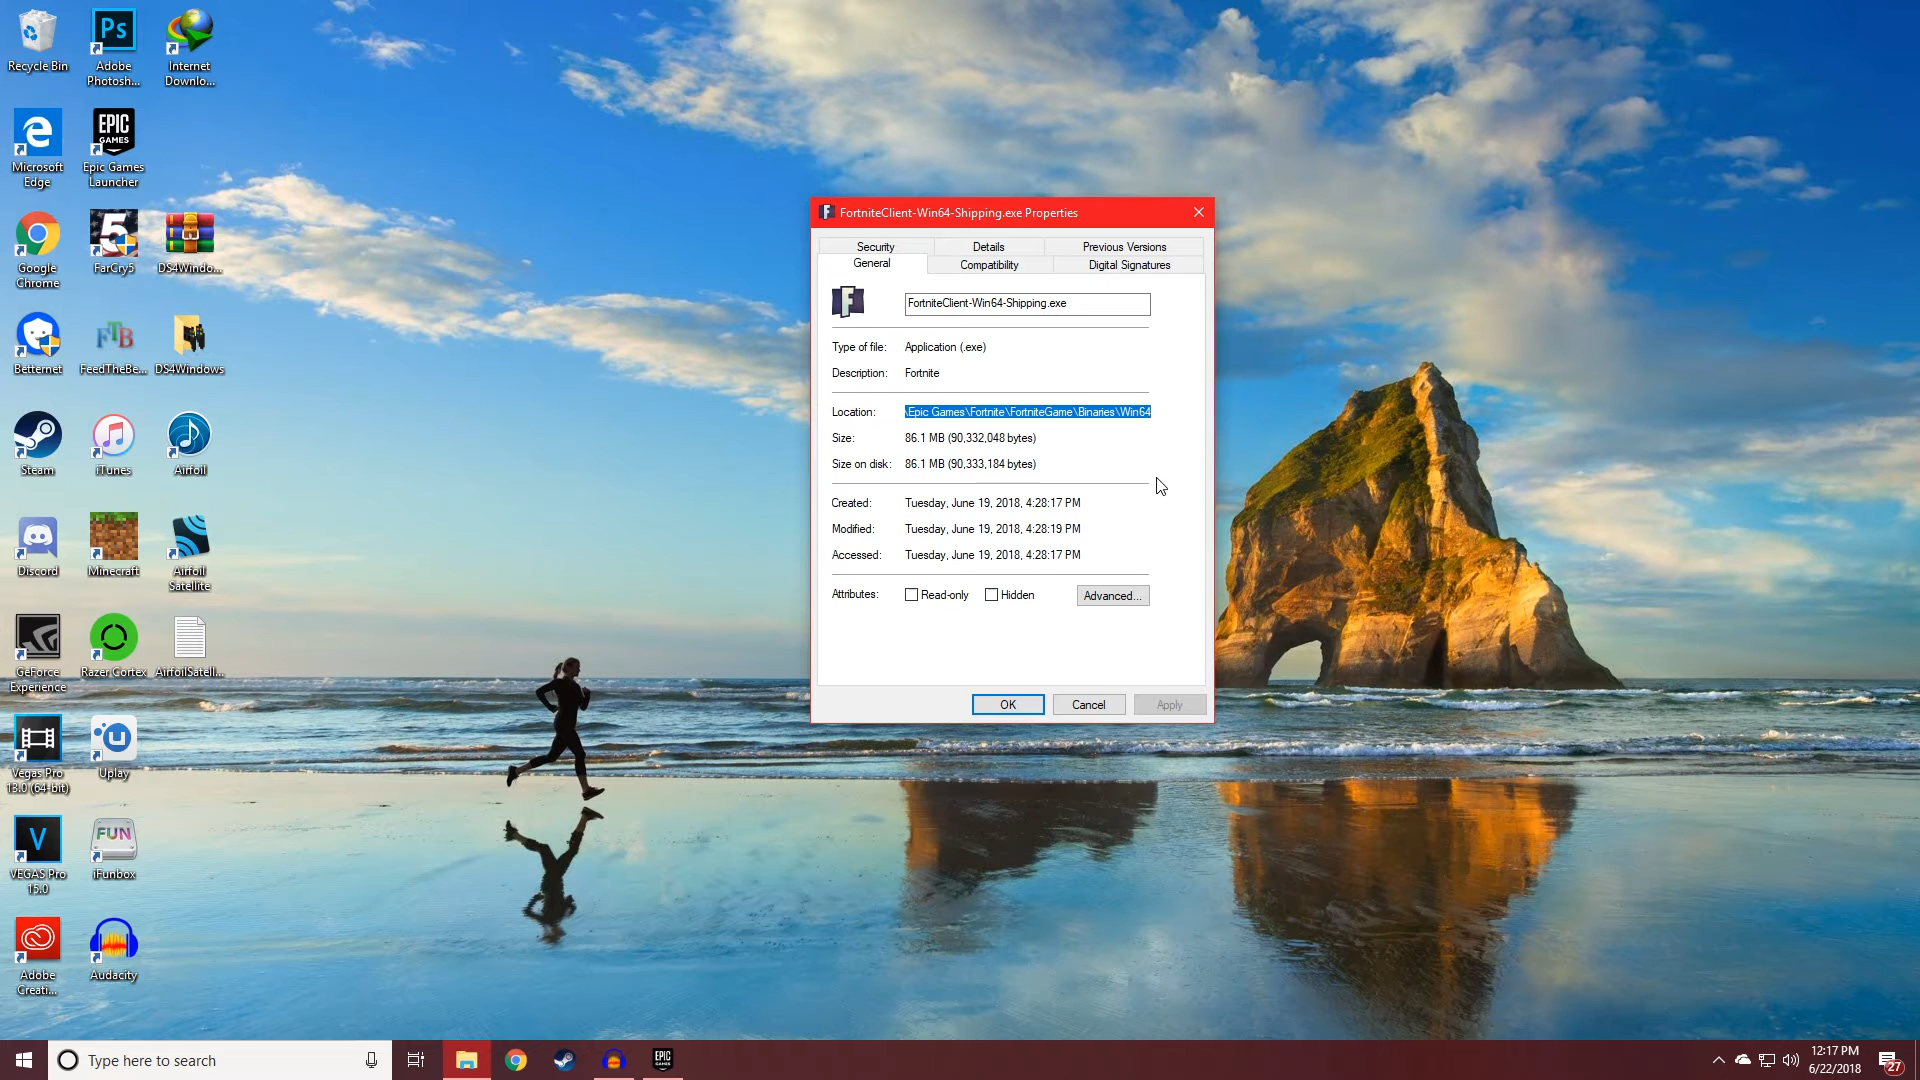 Recycle Bin
Ps
Adobe
Photosh...
Internet
Downlo...
Microsoft
Edge
EPIC
GAMES
Epic Games
Launcher
Google
Chrome
5
FarCry5
DS4Windo...
Betternet
FTB
FeedTheBe...
DS4Windows
Steam
iTunes
Airfoil
Discord
Minecraft
Airfoil
Satellite
GeForce
Experience
Razer Cortex
AirfoilSatell...
Vegas Pro
13.0 (64-bit)
Uplay
V
VEGAS Pro
15.0
FUN
iFunbox
Adobe
Creati...
Audacity
FortniteClient-Win64-Shipping.exe Properties
Security
Details
Previous Versions
General
Compatibility
Digital Signatures
F
FortniteClient-Win64-Shipping.exe
Type of file: Application (.exe)
Description: Fortnite
Location: \Epic Games\Fortnite\FortniteGame\Binaries\Win64
Size: 86.1 MB (90,332,048 bytes)
Size on disk: 86.1 MB (90,333,184 bytes)
Created: Tuesday, June 19, 2018, 4:28:17 PM
Modified: Tuesday, June 19, 2018, 4:28:19 PM
Accessed: Tuesday, June 19, 2018, 4:28:17 PM
Attributes: Read-only Hidden Advanced...
OK Cancel Apply
Type here to search
EPIC
GAMES
12:17 PM
6/22/2018
27